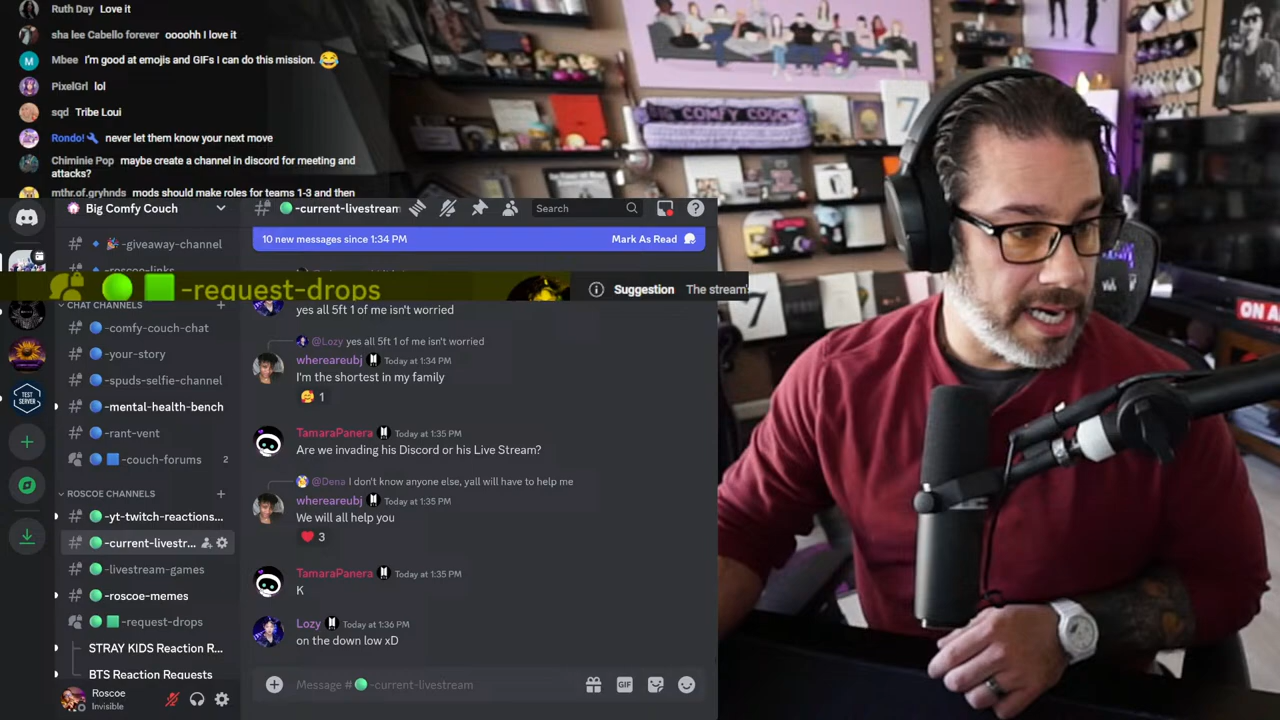 Ruth Day Love it
sha lee Cabello forever oooohh I love it
M Mbee I'm good at emojis and GIFs I can do this mission. 😂
PixelGrl lol
sqd Tribe Loui
Rondo! never let them know your next move
Chiminie Pop maybe create a channel in discord for meeting and
attacks?
mthr.of.gryhnds mods should make roles for teams 1-3 and then
Big Comfy Couch
-giveaway-channel
-roscoe-links
CHAT CHANNELS
-comfy-couch-chat
-your-story
-spuds-selfie-channel
-mental-health-bench
-rant-vent
-couch-forums 2
ROSCOE CHANNELS
-yt-twitch-reactions...
-current-livestr...
-livestream-games
-roscoe-memes
-request-drops
STRAY KIDS Reaction R...
BTS Reaction Requests
Roscoe
Invisible
TEST
SERVER
-current-livestream
Search
10 new messages since 1:34 PM Mark As Read
-request-drops
Suggestion The stream'
yes all 5ft 1 of me isn't worried
@Lozy yes all 5ft 1 of me isn't worried
whereareubj Today at 1:34 PM
I'm the shortest in my family
🥰 1
TamaraPanera Today at 1:35 PM
Are we invading his Discord or his Live Stream?
@Dena I don't know anyone else, yall will have to help me
whereareubj Today at 1:35 PM
We will all help you
❤️ 3
TamaraPanera Today at 1:35 PM
K
Lozy Today at 1:36 PM
on the down low xD
Message # -current-livestream
GIF
BIG COMFY COUCH
7
7
ON A